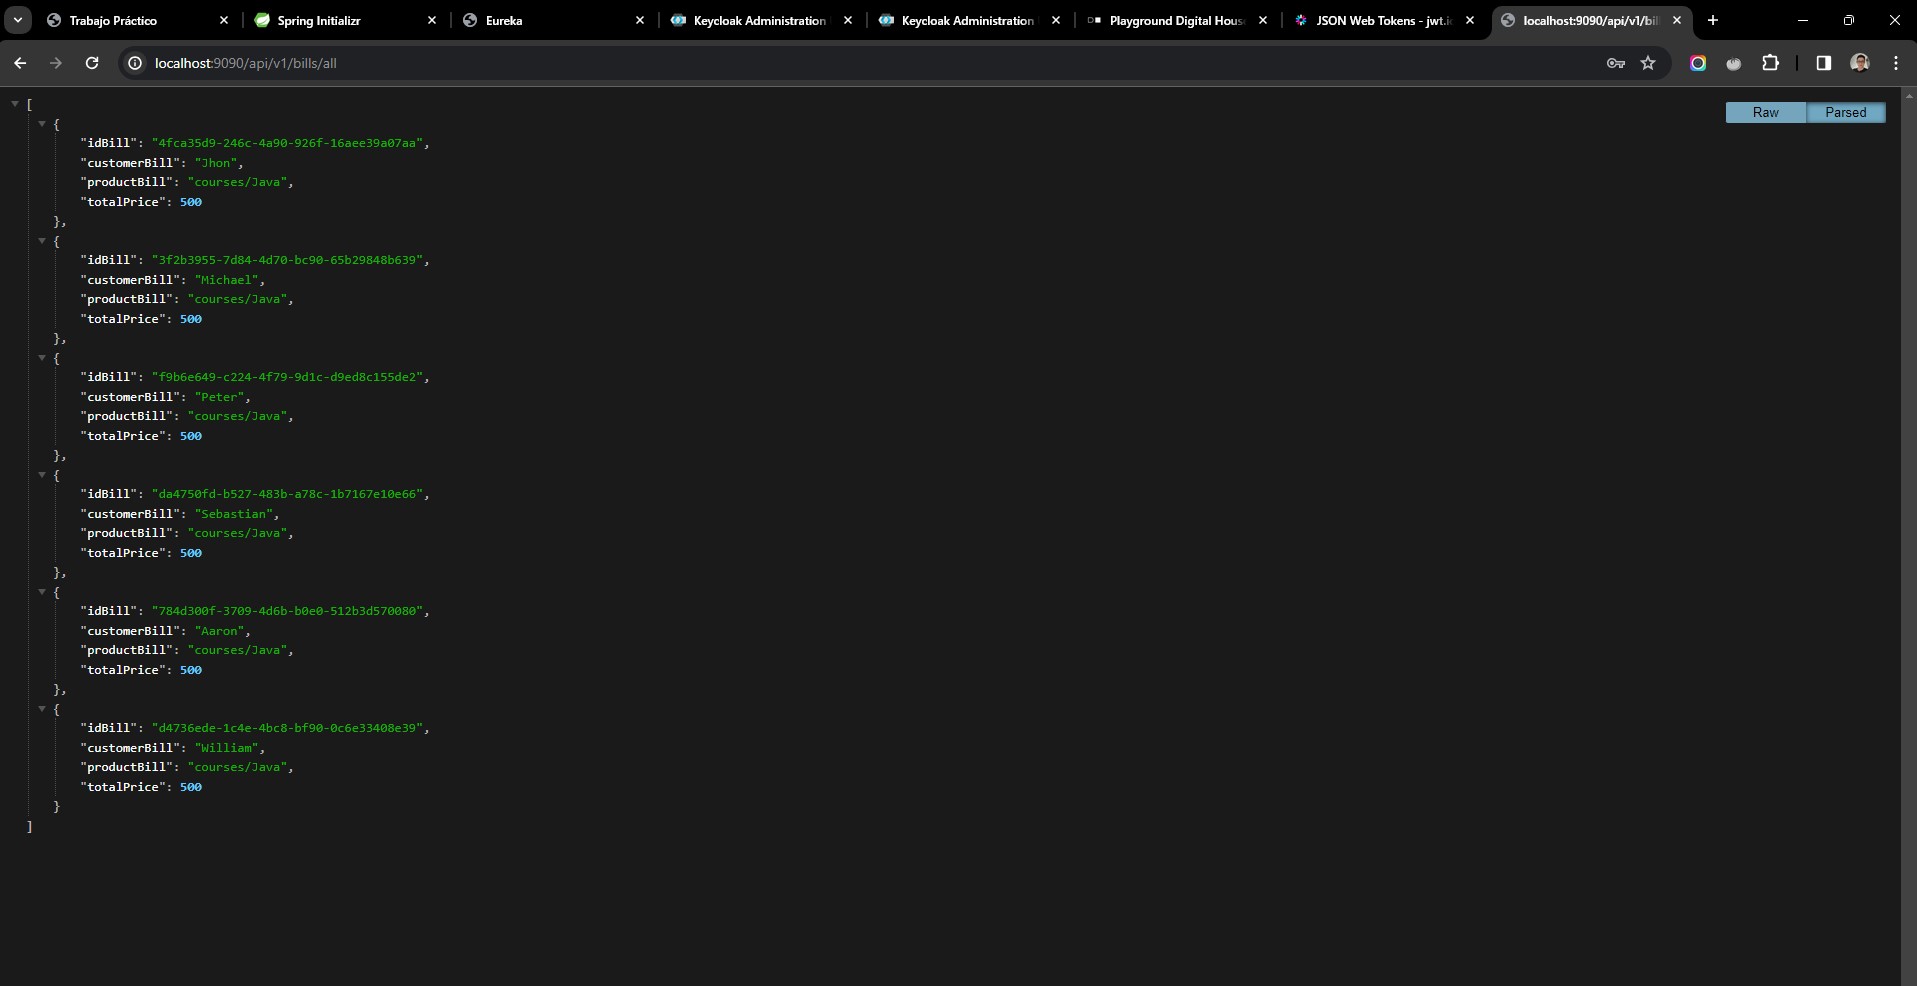 Trabajo Práctico
Spring Initializr
Eureka
Keycloak Administration
Keycloak Administration
Playground Digital Hous
JSON Web Tokens - jwt.i
localhost:9090/api/v1/bil
localhost:9090/api/v1/bills/all
Raw
Parsed
[
{
"idBill": "4fca35d9-246c-4a90-926f-16aee39a07aa",
"customerBill": "Jhon",
"productBill": "courses/Java",
"totalPrice": 500
},
{
"idBill": "3f2b3955-7d84-4d70-bc90-65b29848b639",
"customerBill": "Michael",
"productBill": "courses/Java",
"totalPrice": 500
},
{
"idBill": "f9b6e649-c224-4f79-9d1c-d9ed8c155de2",
"customerBill": "Peter",
"productBill": "courses/Java",
"totalPrice": 500
},
{
"idBill": "da4750fd-b527-483b-a78c-1b7167e10e66",
"customerBill": "Sebastian",
"productBill": "courses/Java",
"totalPrice": 500
},
{
"idBill": "784d300f-3709-4d6b-b0e0-512b3d570080",
"customerBill": "Aaron",
"productBill": "courses/Java",
"totalPrice": 500
},
{
"idBill": "d4736ede-1c4e-4bc8-bf90-0c6e33408e39",
"customerBill": "William",
"productBill": "courses/Java",
"totalPrice": 500
}
]